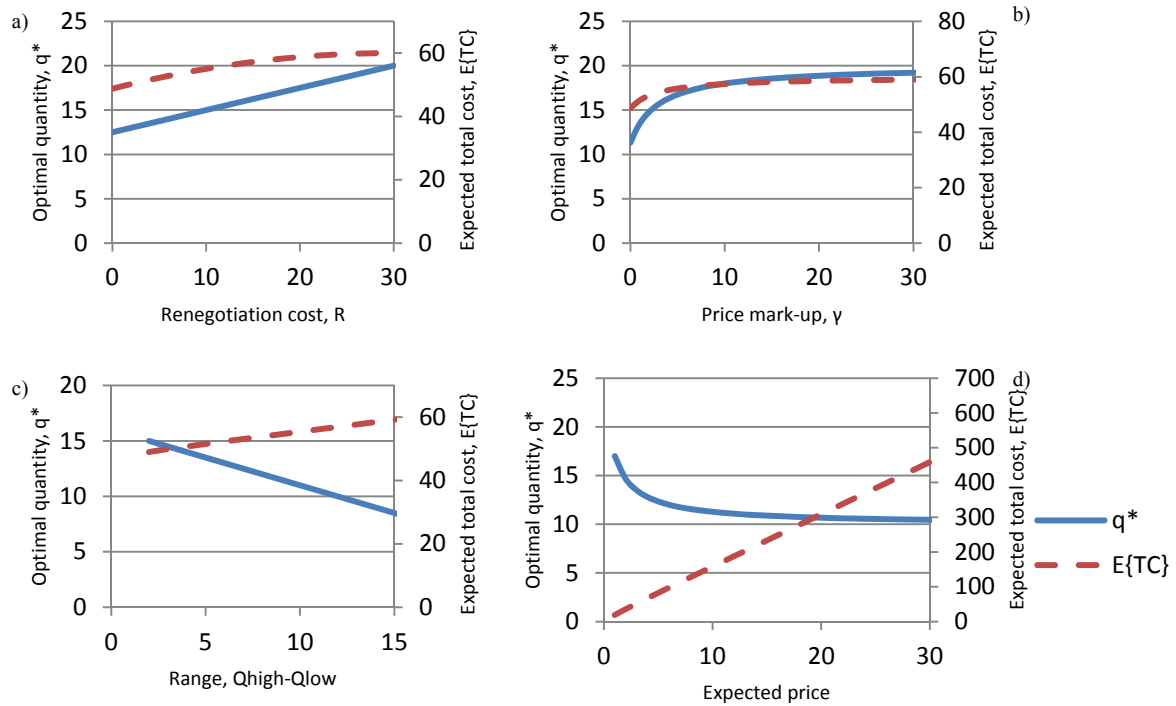 a)
Optimal quantity, q*
25
20
15
10
5
0
60
40
20
0
Expected total cost, E{TC}
0 10 20 30
Renegotiation cost, R
b)
Optimal quantity, q*
25
20
15
10
5
0
80
60
40
20
0
Expected total cost, E{TC}
0 10 20 30
Price mark-up, γ
c)
Optimal quantity, q*
20
15
10
5
0
60
40
20
0
Expected total cost, E{TC}
0 5 10 15
Range, Qhigh-Qlow
d)
Optimal quantity, q*
25
20
15
10
5
0
700
600
500
400
300
200
100
0
Expected total cost, E{TC}
0 10 20 30
Expected price
q*
E{TC}